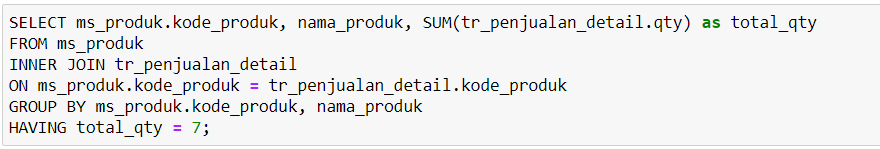 SELECT ms_produk.kode_produk, nama_produk, SUM(tr_penjualan_detail.qty) as total_qty
FROM ms_produk
INNER JOIN tr_penjualan_detail
ON ms_produk.kode_produk = tr_penjualan_detail.kode_produk
GROUP BY ms_produk.kode_produk, nama_produk
HAVING total_qty = 7;